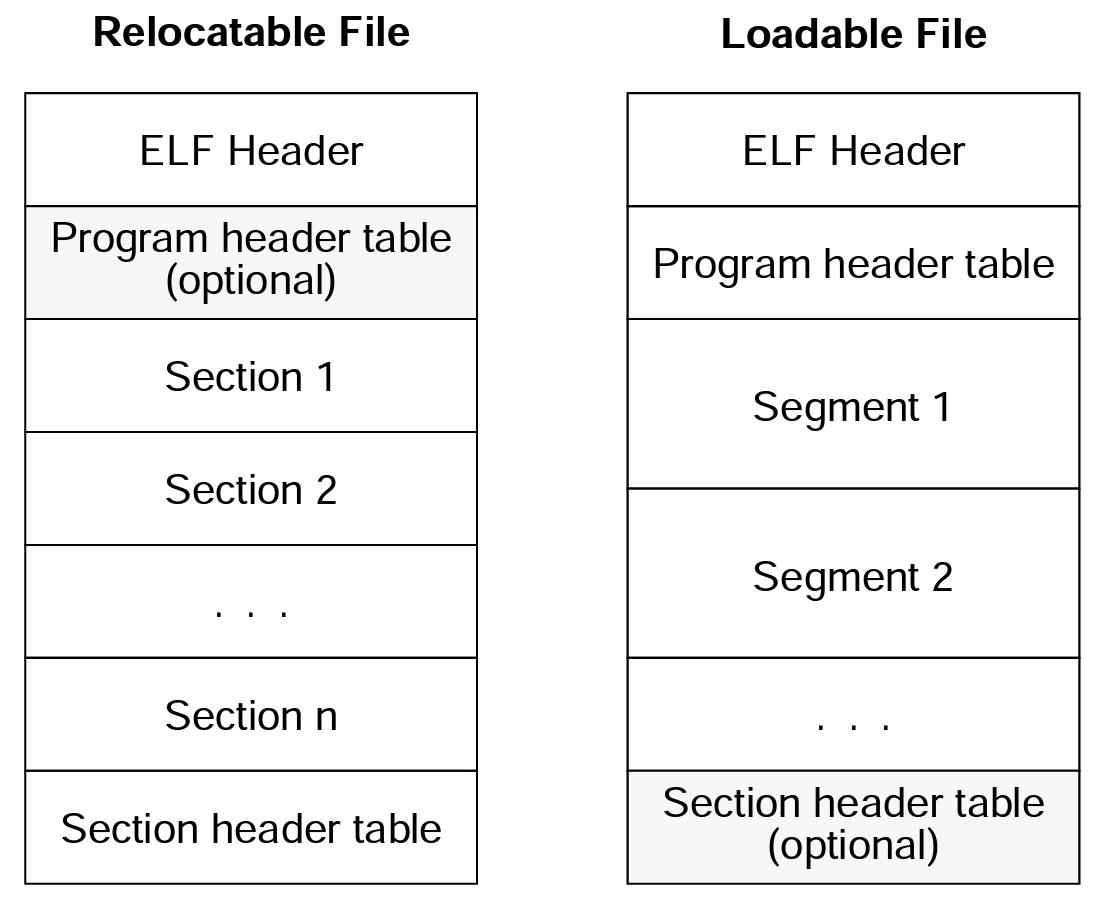 Relocatable File
ELF Header
Program header table
(optional)
Section 1
Section 2
. . .
Section n
Section header table
Loadable File
ELF Header
Program header table
Segment 1
Segment 2
. . .
Section header table
(optional)